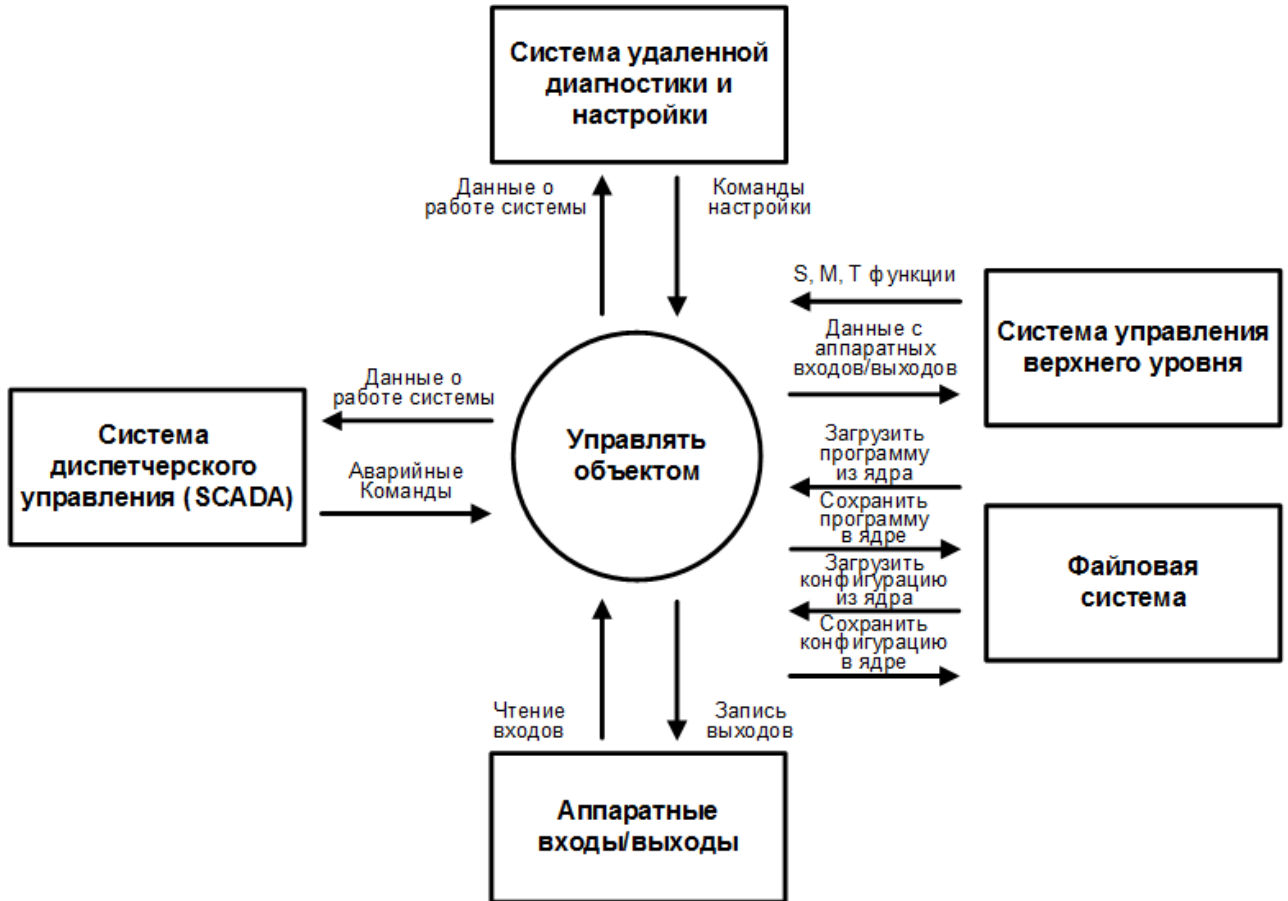 Система удаленной
диагностики и
настройки
Данные о
работе системы
Команды
настройки
S, M, T функции
Данные с
аппаратных
входов/выходов
Система управления
верхнего уровня
Данные о
работе системы
Аварийные
Команды
Система
диспетчерского
управления (SCADA)
Управлять
объектом
Загрузить
программу
из ядра
Сохранить
программу
в ядре
Загрузить
конфигурацию
из ядра
Сохранить
конфигурацию
в ядре
Файловая
система
Чтение
входов
Запись
выходов
Аппаратные
входы/выходы